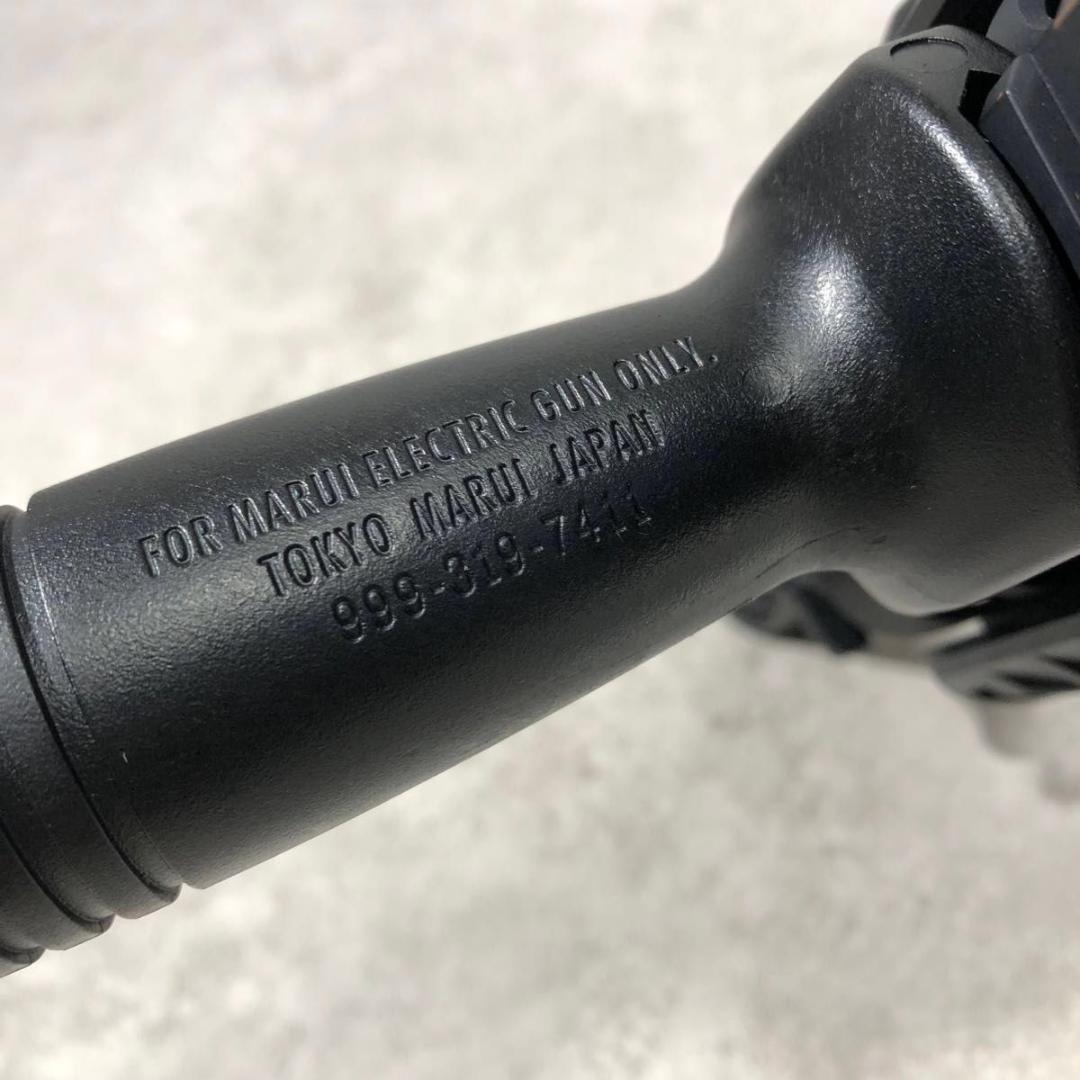 FOR MARUI ELECTRIC GUN ONLY.
TOKYO MARUI JAPAN
999-319-7411